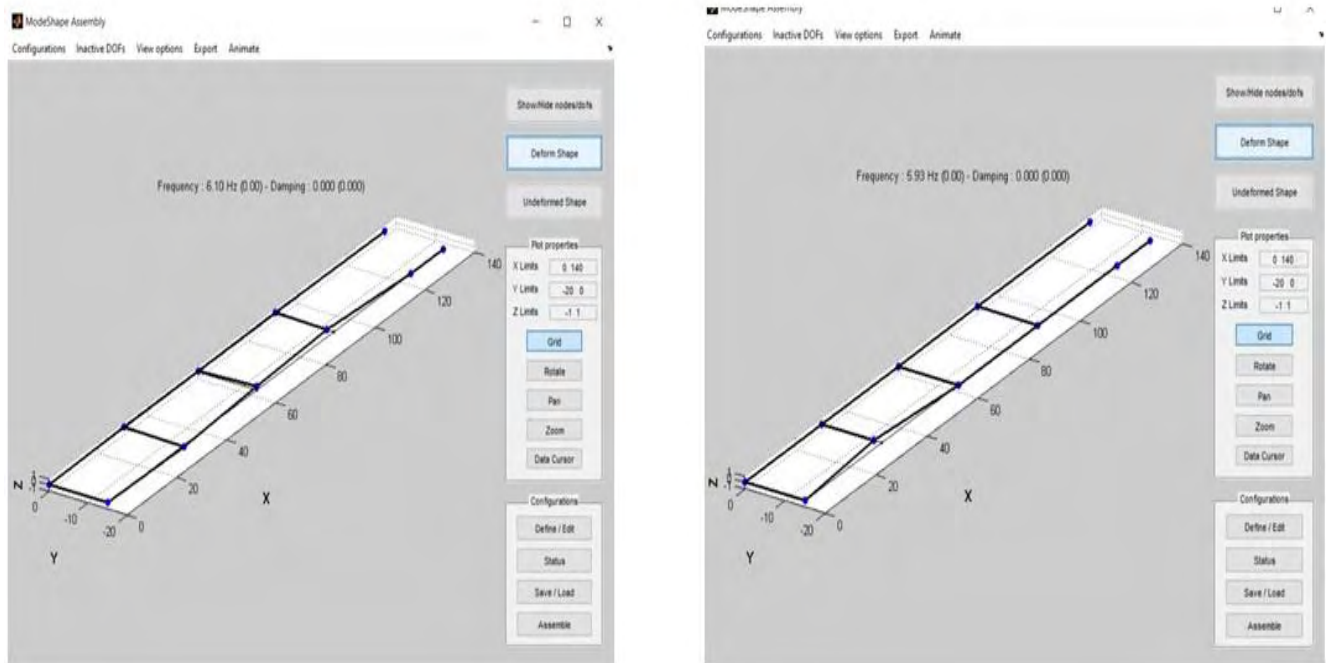 ModeShape Assembly
Configurations Inactive DOFs View options Export Animate
Show/Hide nodes/dofs
Deform Shape
Undeformed Shape
Frequency : 6.10 Hz (0.00) - Damping : 0.000 (0.000)
Plot properties
X Limits 0 140
Y Limits -20 0
Z Limits -1 1
Grid
Rotate
Pan
Zoom
Data Cursor
Configurations
Define / Edit
Status
Save / Load
Assemble
140
120
100
80
60
40
20
0
X
Z
-1
0
-10
-20
Y
ModeShape Assembly
Configurations Inactive DOFs View options Export Animate
Show/Hide nodes/dofs
Deform Shape
Undeformed Shape
Frequency : 5.93 Hz (0.00) - Damping : 0.000 (0.000)
Plot properties
X Limits 0 140
Y Limits -20 0
Z Limits -1 1
Grid
Rotate
Pan
Zoom
Data Cursor
Configurations
Define / Edit
Status
Save / Load
Assemble
140
120
100
80
60
40
20
0
X
Z
-1
0
-10
-20
Y